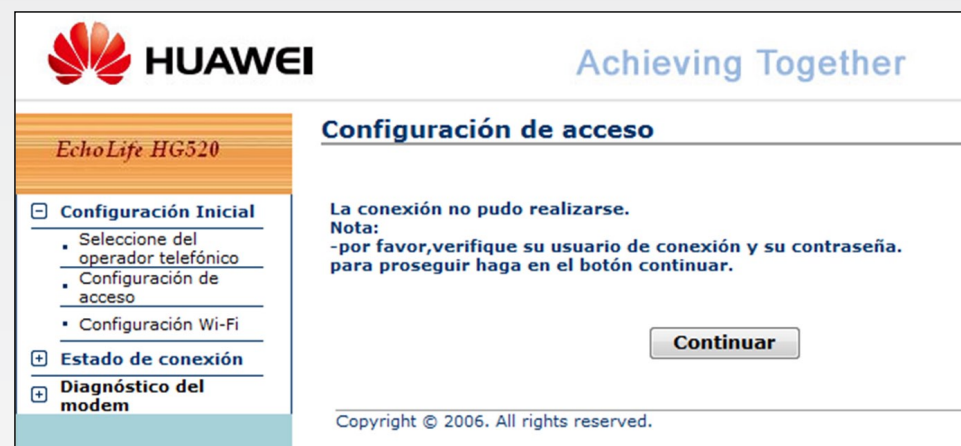 HUAWEI
Achieving Together
EchoLife HG520
Configuración de acceso
Configuración Inicial
Seleccione del
operador telefónico
Configuración de
acceso
Configuración Wi-Fi
Estado de conexión
Diagnóstico del
modem
La conexión no pudo realizarse.
Nota:
-por favor,verifique su usuario de conexión y su contraseña.
para proseguir haga en el botón continuar.
Continuar
Copyright © 2006. All rights reserved.